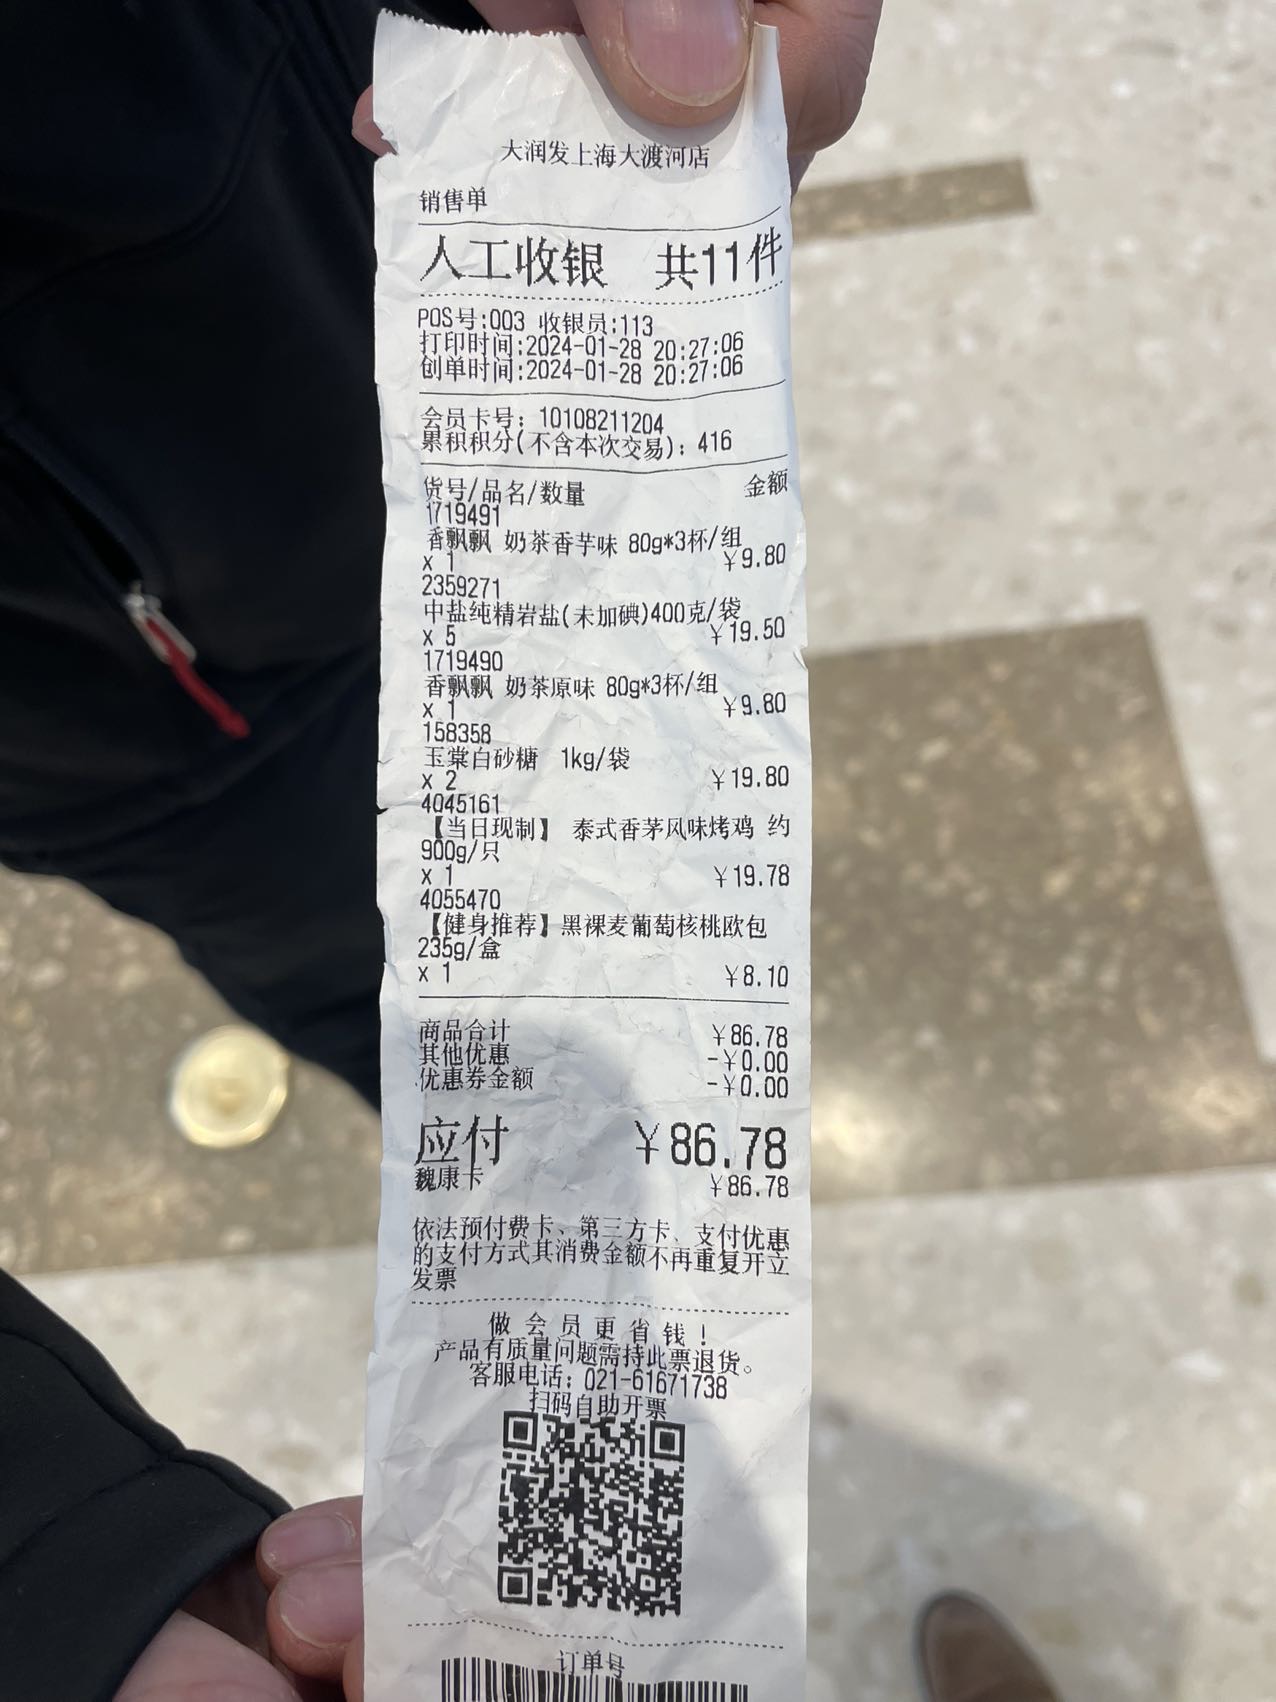 大润发上海大渡河店
销售单
人工收银 共11件
POS号:003 收银员:113
打印时间:2024-01-28 20:27:06
创单时间:2024-01-28 20:27:06
会员卡号: 10108211204
累积积分(不含本次交易): 416
货号/品名/数量 金额
1719491
香飘飘 奶茶香芋味 80g*3杯/组
x 1 ￥9.80
2359271
中盐纯精岩盐(未加碘)400克/袋
x 5 ￥19.50
1719490
香飘飘 奶茶原味 80g*3杯/组
x 1 ￥9.80
158358
玉棠白砂糖 1kg/袋
x 2 ￥19.80
4045161
【当日现制】 泰式香茅风味烤鸡 约
900g/只
x 1 ￥19.78
4055470
【健身推荐】黑裸麦葡萄核桃欧包
235g/盒
x 1 ￥8.10
商品合计 ￥86.78
其他优惠 -￥0.00
优惠券金额 -￥0.00
应付 ￥86.78
魏康卡 ￥86.78
依法预付费卡、第三方卡、支付优惠
的支付方式其消费金额不再重复开立
发票
做会员更省钱!
产品有质量问题需持此票退货。
客服电话: 021-61671738
扫码自助开票
订单号